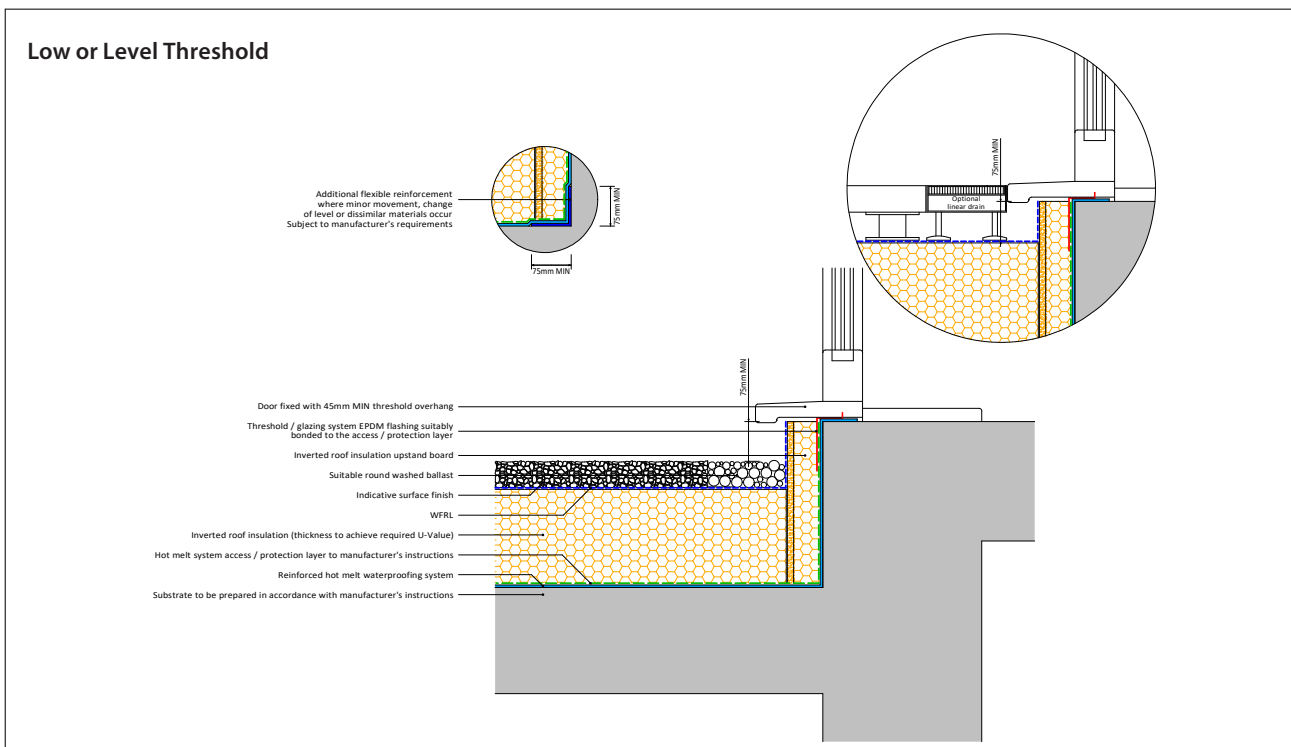 Low or Level Threshold
Additional flexible reinforcement
where minor movement, change
of level or dissimilar materials occur
Subject to manufacturer's requirements
75mm MIN
75mm MIN
75mm MIN
Optional
linear drain
75mm MIN
Door fixed with 45mm MIN threshold overhang
Threshold / glazing system EPDM flashing suitably
bonded to the access / protection layer
Inverted roof insulation upstand board
Suitable round washed ballast
Indicative surface finish
WFRL
Inverted roof insulation (thickness to achieve required U-Value)
Hot melt system access / protection layer to manufacturer's instructions
Reinforced hot melt waterproofing system
Substrate to be prepared in accordance with manufacturer's instructions